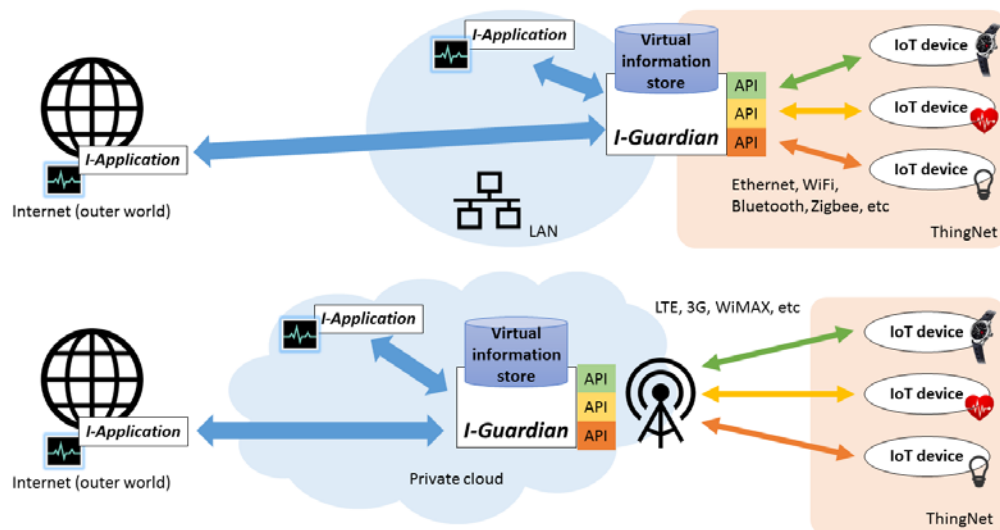 I-Application
Virtual
information
store
IoT device
API
API
IoT device
I-Application
I-Guardian
API
IoT device
Ethernet, WiFi,
Bluetooth, Zigbee, etc
Internet (outer world)
LAN
ThingNet
I-Application
LTE, 3G, WiMAX, etc
Virtual
information
store
IoT device
API
API
IoT device
I-Application
I-Guardian
API
IoT device
Private cloud
Internet (outer world)
ThingNet